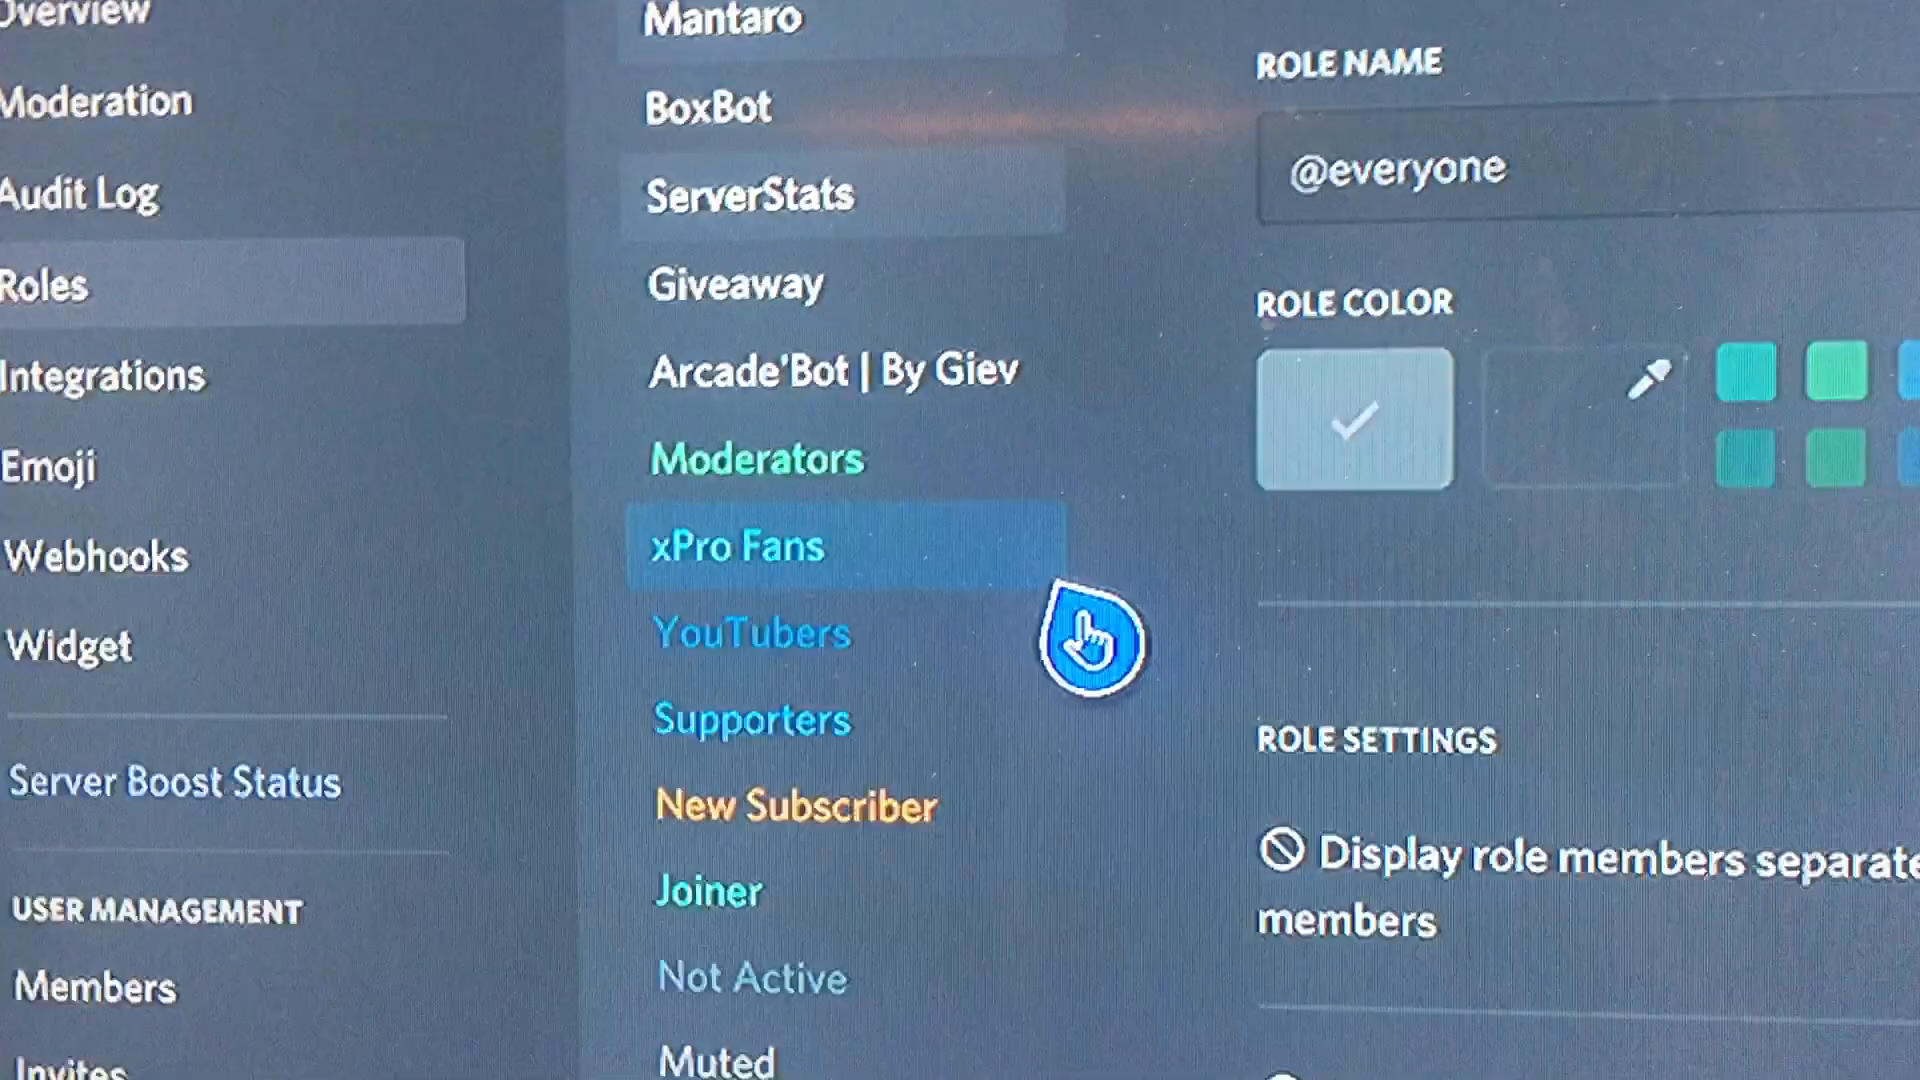 Overview
Moderation
Audit Log
Roles
Integrations
Emoji
Webhooks
Widget
Server Boost Status
USER MANAGEMENT
Members
Invites
Mantaro
BoxBot
ServerStats
Giveaway
Arcade'Bot | By Giev
Moderators
xPro Fans
YouTubers
Supporters
New Subscriber
Joiner
Not Active
Muted
ROLE NAME
@everyone
ROLE COLOR
ROLE SETTINGS
Display role members separate
members